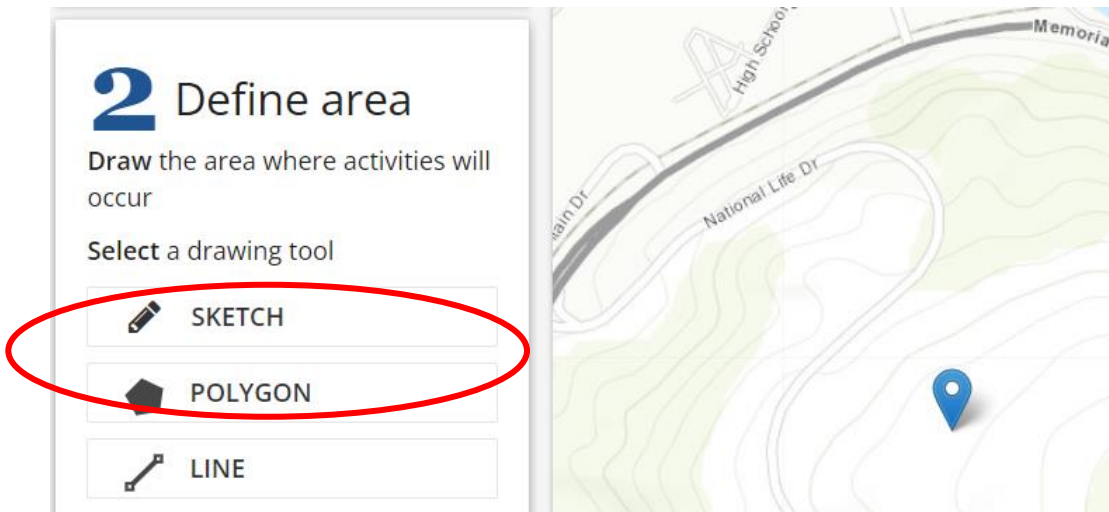 2 Define area
Draw the area where activities will
occur
Select a drawing tool
SKETCH
POLYGON
LINE
High School
Memoria
National Life Dr
ain Dr